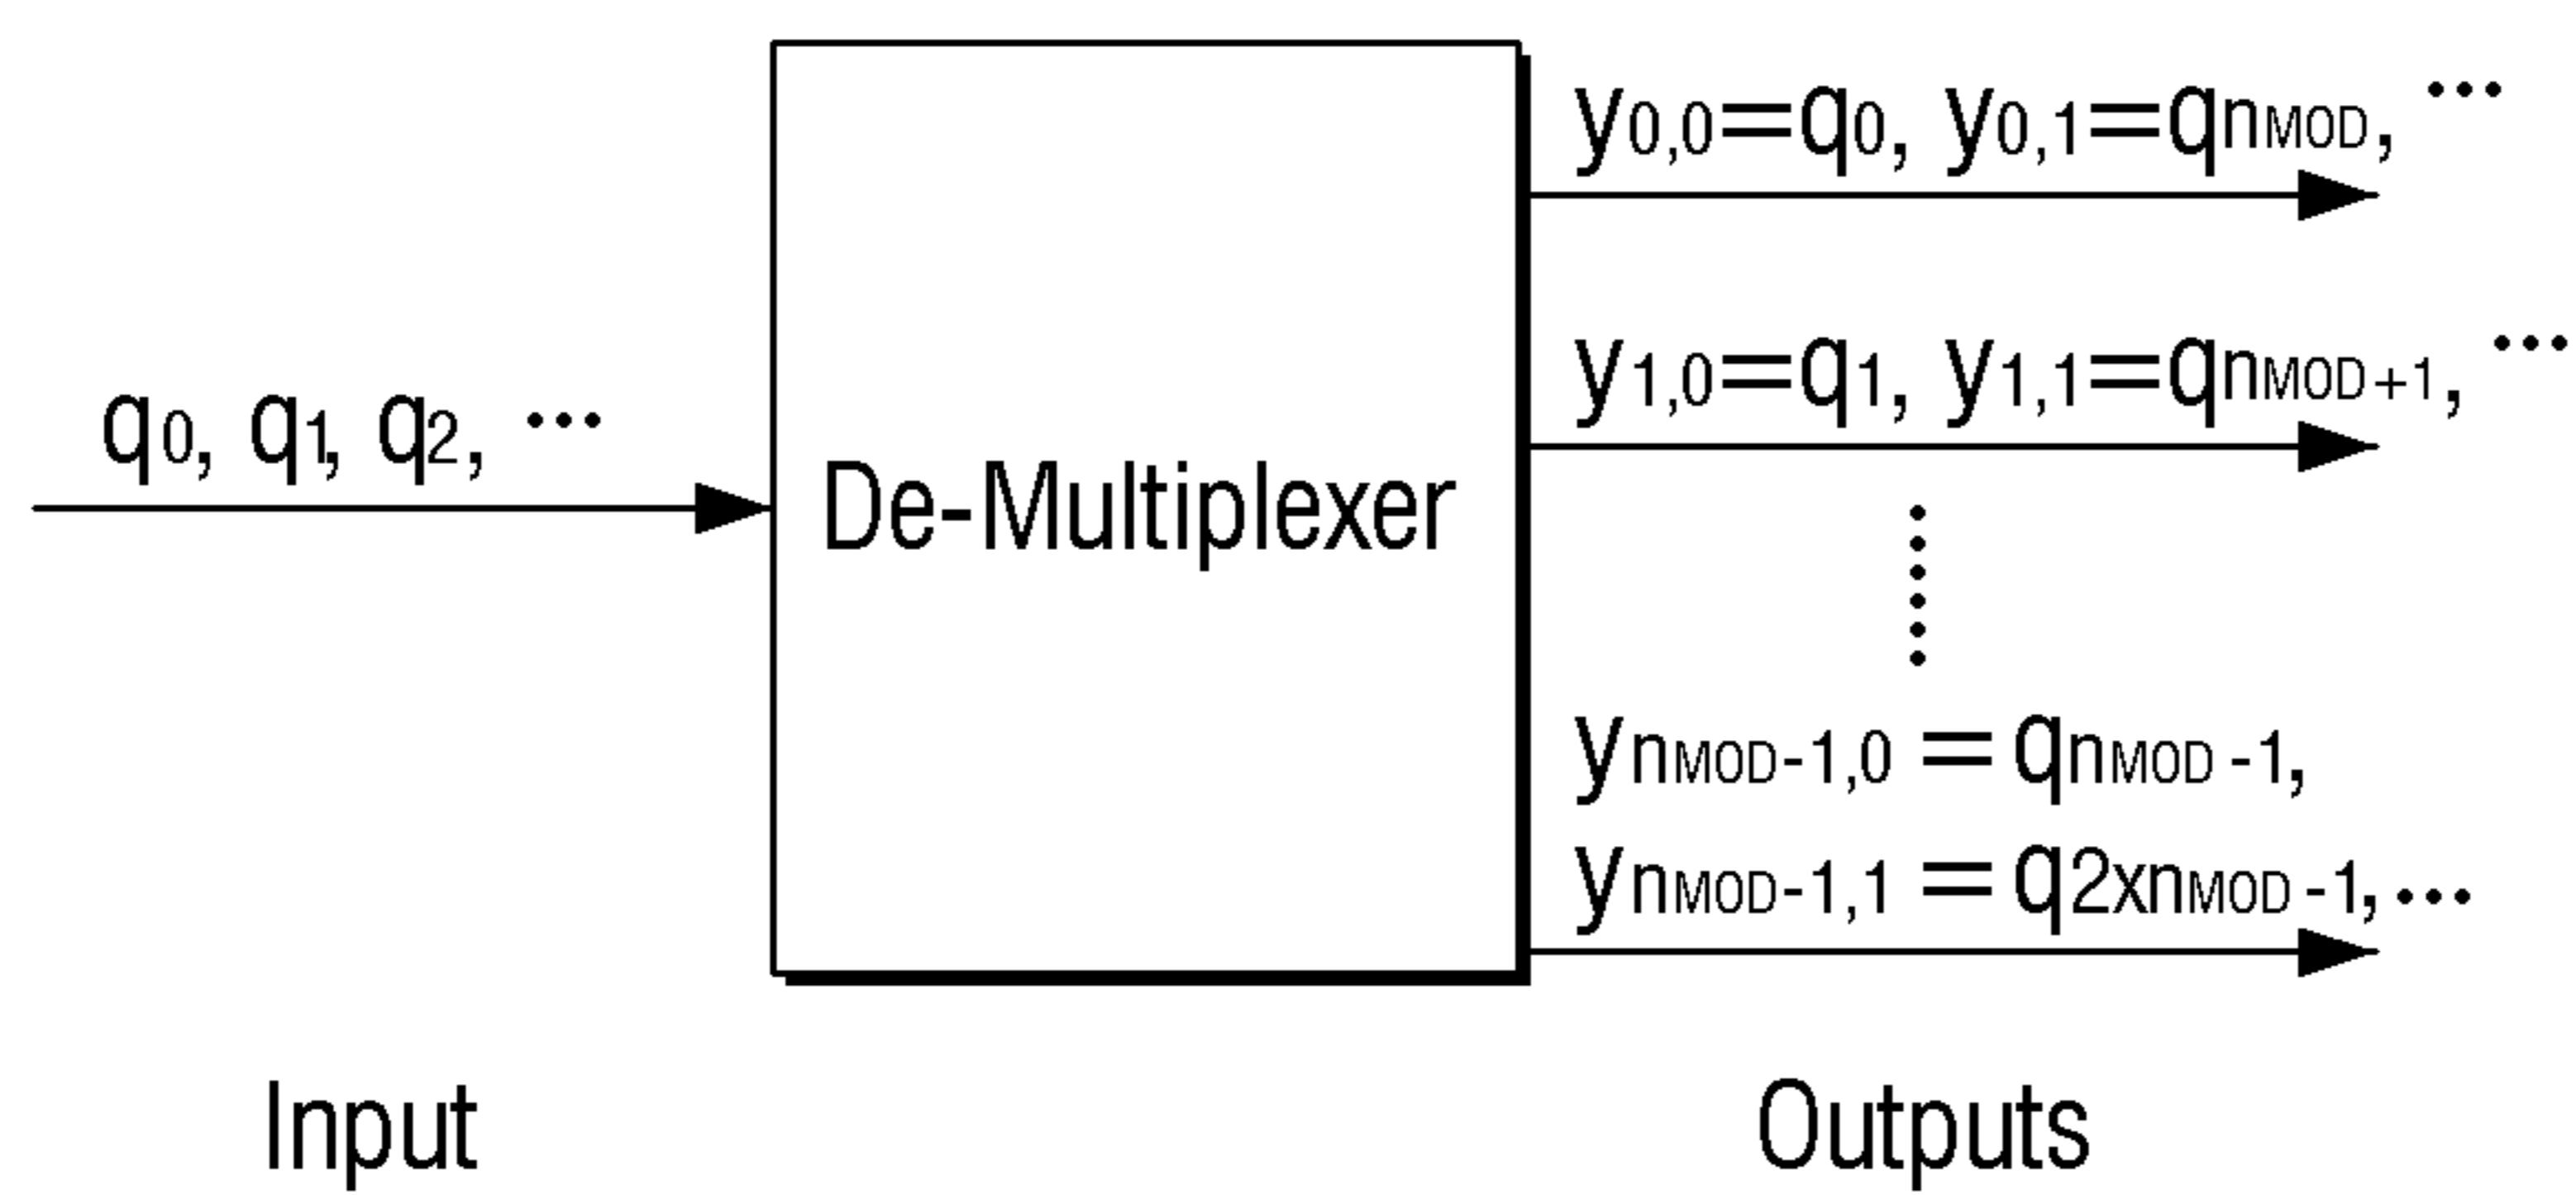 y0,0=q0, y0,1=qnMOD, ...
y1,0=q1, y1,1=qnMOD+1, ...
q0, q1, q2, ...
De-Multiplexer
ynMOD-1,0 = qnMOD -1,
ynMOD-1,1 = q2xnMOD -1, ...
Input
Outputs